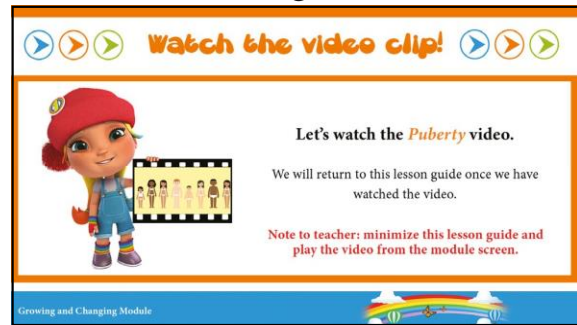 Watch the video clip!
Let's watch the Puberty video.
We will return to this lesson guide once we have
watched the video.
Note to teacher: minimize this lesson guide and
play the video from the module screen.
Growing and Changing Module